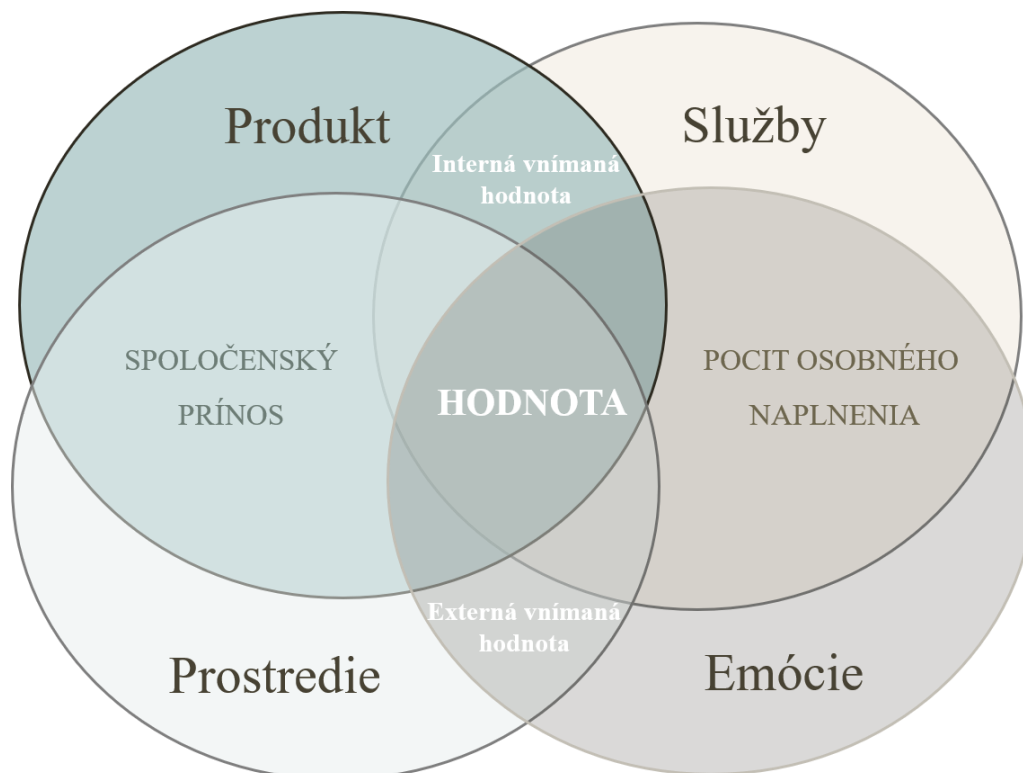 Produkt
Služby
Interná vnímaná
hodnota
SPOLOČENSKÝ
PRÍNOS
HODNOTA
POCIT OSOBNÉHO
NAPLNENIA
Externá vnímaná
hodnota
Prostredie
Emócie